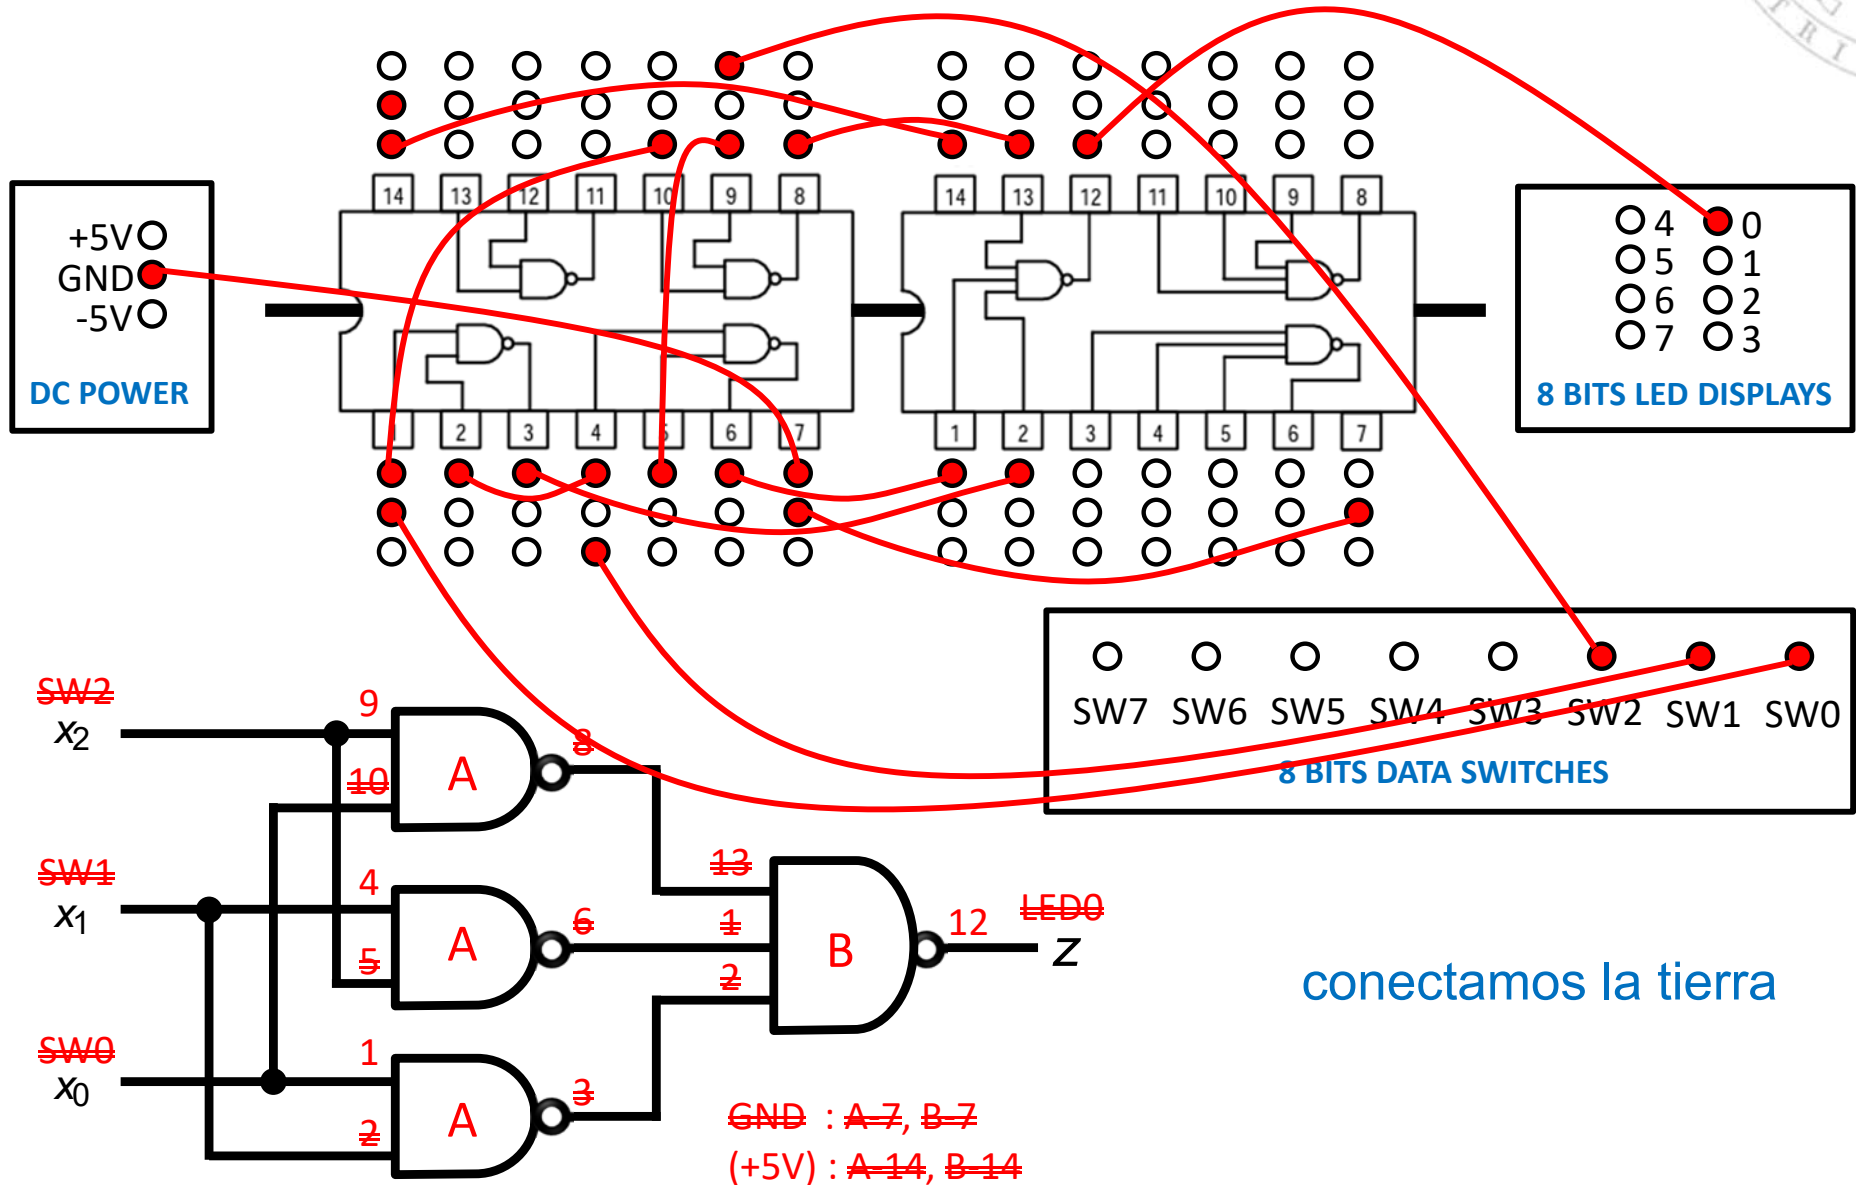 T R I
14 13 12 11 10 9 8
14 13 12 11 10 9 8
+5V
GND
-5V
DC POWER
4 0
5 1
6 2
7 3
8 BITS LED DISPLAYS
1 2 3 4 5 6 7
1 2 3 4 5 6 7
SW7 SW6 SW5 SW4 SW3 SW2 SW1 SW0
8 BITS DATA SWITCHES
SW2
x2
9
10
A
8
SW1
x1
4
5
A
6
SW0
x0
1
2
A
3
13
1
2
B
12
LED0
z
conectamos la tierra
GND : A-7, B-7
(+5V) : A-14, B-14